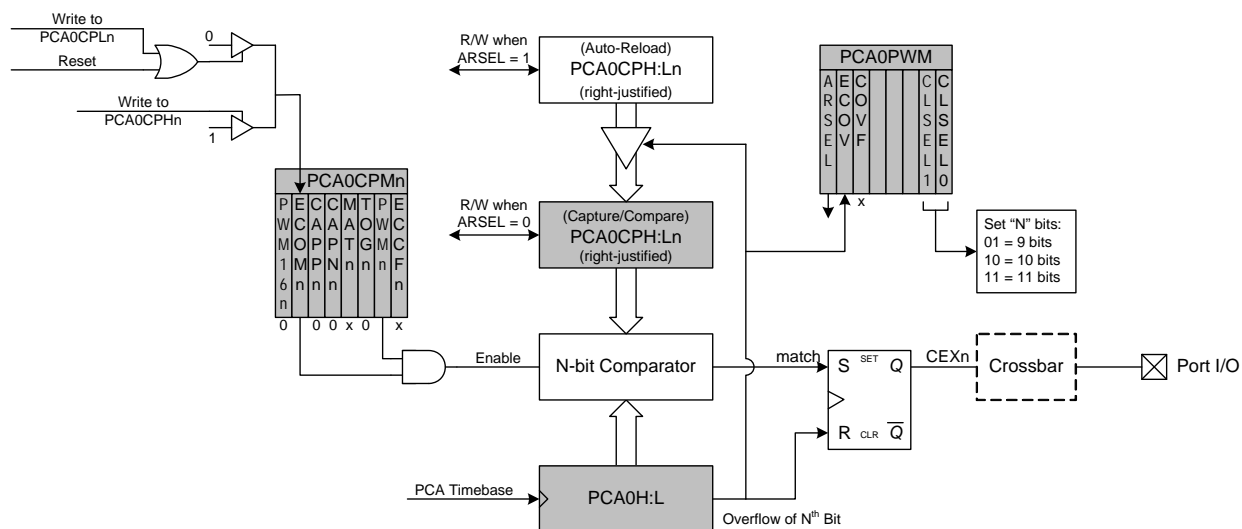 Write to
PCA0CPLn
Reset
0
Write to
PCA0CPHn
1
R/W when
ARSEL = 1
(Auto-Reload)
PCA0CPH:Ln
(right-justified)
PCA0PWM
ARSEL
ECOV
COVF
CLSEL1
CLSEL0
x
PCA0CPMn
PWM16n
ECOMn
CAPPn
CAPNn
MATn
TOGn
PWMn
ECCFn
0 0 0 x 0 x
R/W when
ARSEL = 0
(Capture/Compare)
PCA0CPH:Ln
(right-justified)
Set “N” bits:
01 = 9 bits
10 = 10 bits
11 = 11 bits
Enable
N-bit Comparator
match
S SET Q
R CLR Q
CEXn
Crossbar
Port I/O
PCA Timebase
PCA0H:L
Overflow of Nth Bit